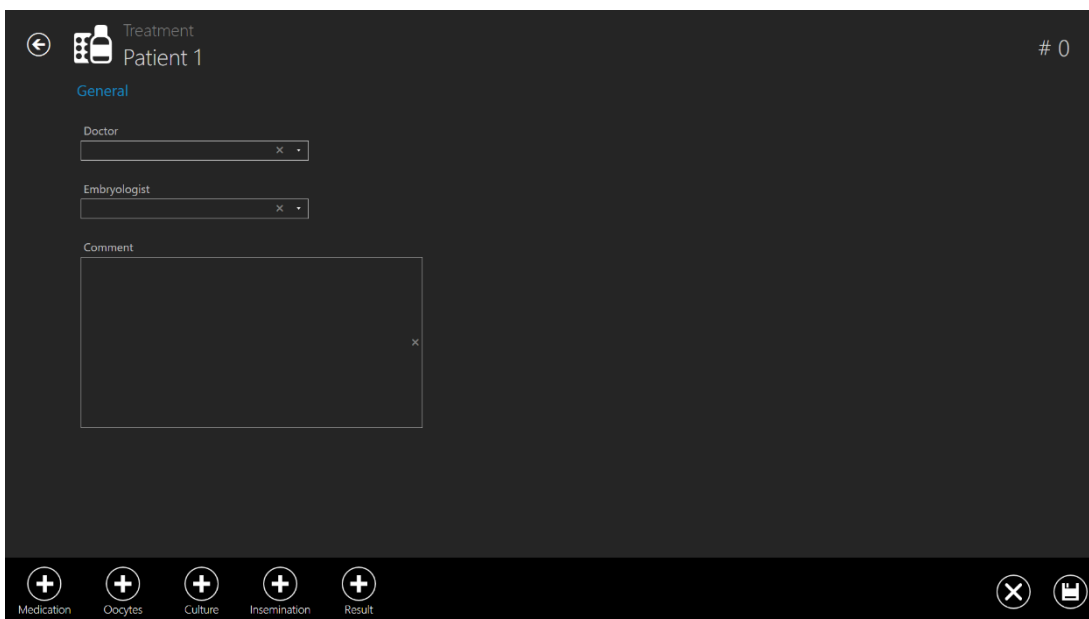 Treatment
Patient 1
# 0
General
Doctor
Embryologist
Comment
Medication
Oocytes
Culture
Insemination
Result